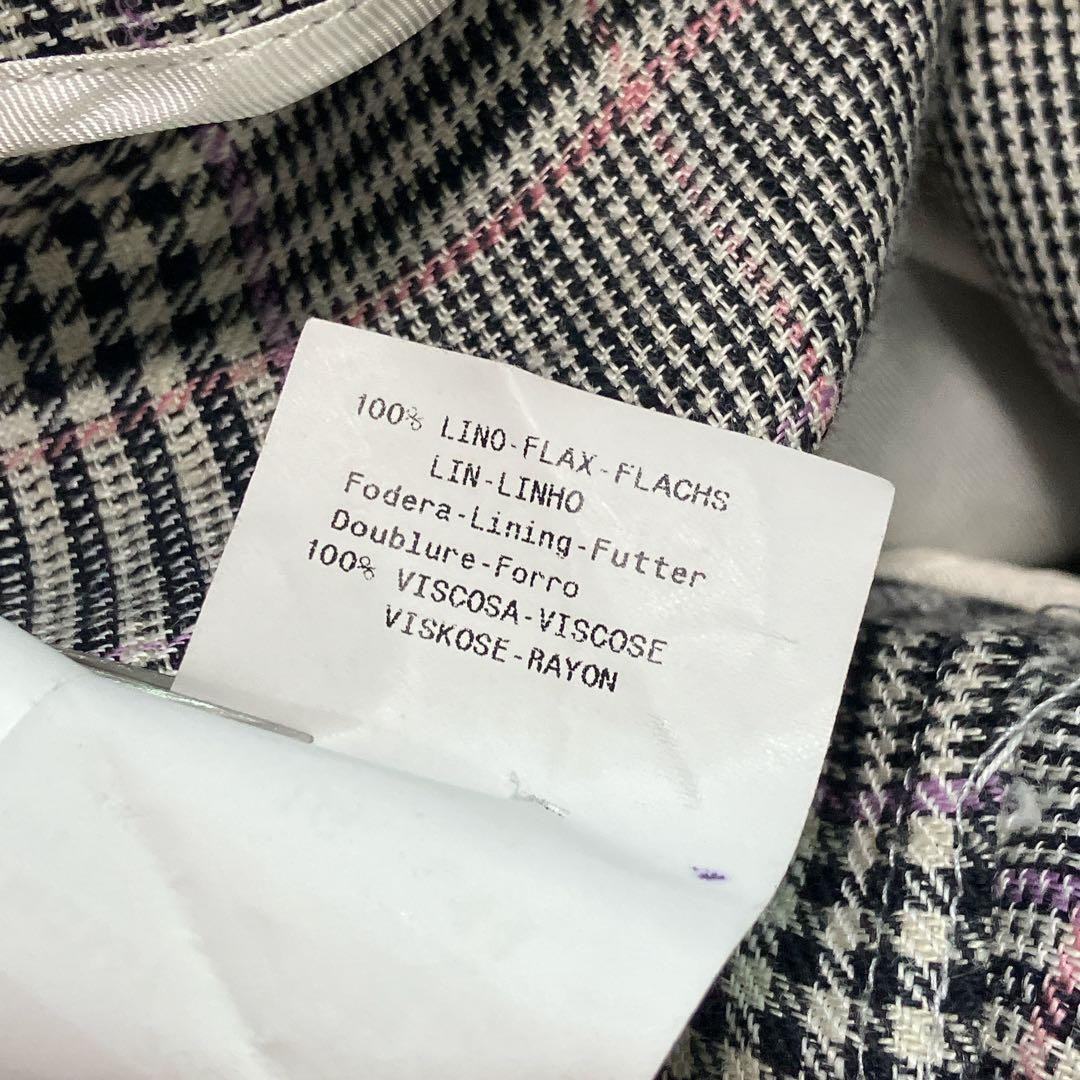 100% LINO-FLAX-FLACHS
LIN-LINHO
Fodera-Lining-Futter
Doublure-Forro
100% VISCOSA-VISCOSE
VISKOSE-RAYON